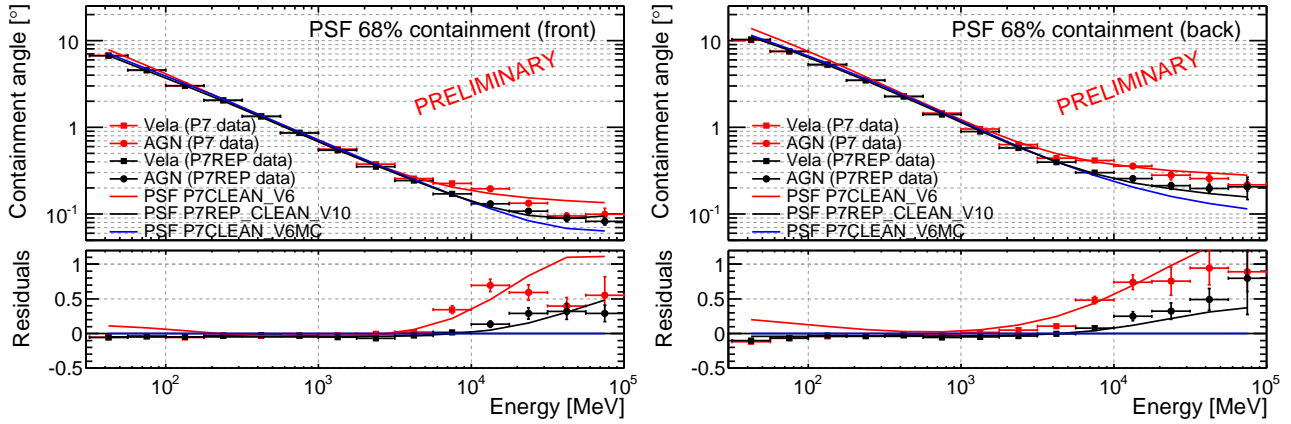 PSF 68% containment (front)
PRELIMINARY
Containment angle [°]
10
1
10⁻¹
Vela (P7 data)
AGN (P7 data)
Vela (P7REP data)
AGN (P7REP data)
PSF P7CLEAN_V6
PSF P7REP_CLEAN_V10
PSF P7CLEAN_V6MC
Residuals
1
0.5
0
-0.5
10² 10³ 10⁴ 10⁵
Energy [MeV]
PSF 68% containment (back)
PRELIMINARY
Containment angle [°]
10
1
10⁻¹
Vela (P7 data)
AGN (P7 data)
Vela (P7REP data)
AGN (P7REP data)
PSF P7CLEAN_V6
PSF P7REP_CLEAN_V10
PSF P7CLEAN_V6MC
Residuals
1
0.5
0
-0.5
10² 10³ 10⁴ 10⁵
Energy [MeV]